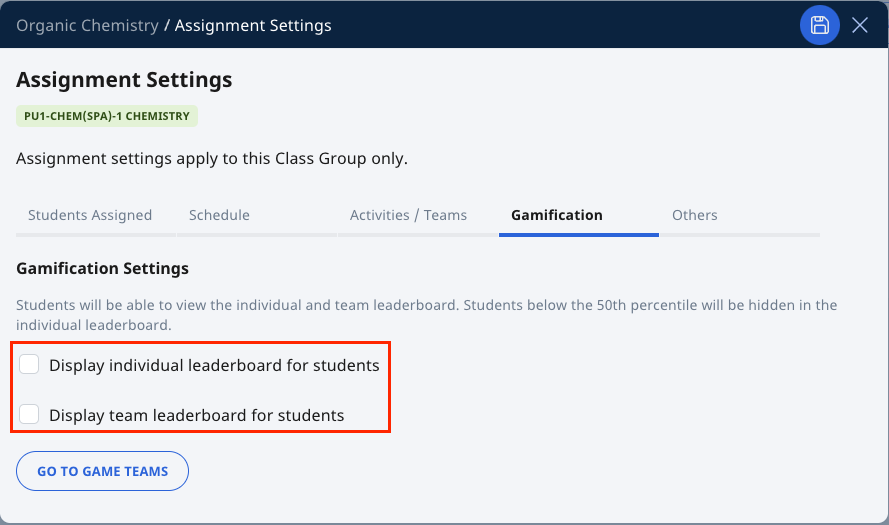 Organic Chemistry / Assignment Settings
Assignment Settings
PU1-CHEM(SPA)-1 CHEMISTRY
Assignment settings apply to this Class Group only.
Students Assigned
Schedule
Activities / Teams
Gamification
Others
Gamification Settings
Students will be able to view the individual and team leaderboard. Students below the 50th percentile will be hidden in the
individual leaderboard.
Display individual leaderboard for students
Display team leaderboard for students
GO TO GAME TEAMS